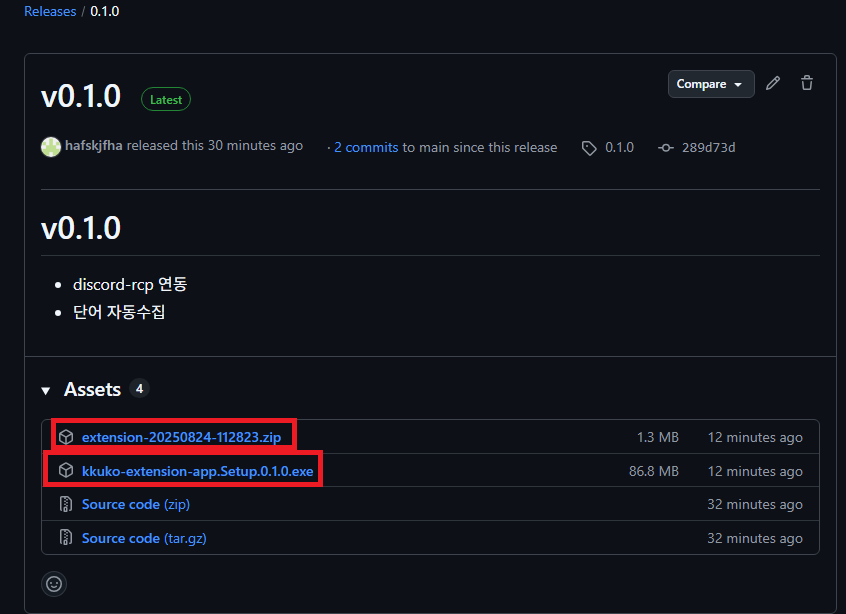 Releases / 0.1.0
v0.1.0 Latest
Compare
hafskjfha released this 30 minutes ago · 2 commits to main since this release 0.1.0 289d73d
v0.1.0
• discord-rcp 연동
• 단어 자동수집
Assets 4
extension-20250824-112823.zip 1.3 MB 12 minutes ago
kkuko-extension-app.Setup.0.1.0.exe 86.8 MB 12 minutes ago
Source code (zip) 32 minutes ago
Source code (tar.gz) 32 minutes ago